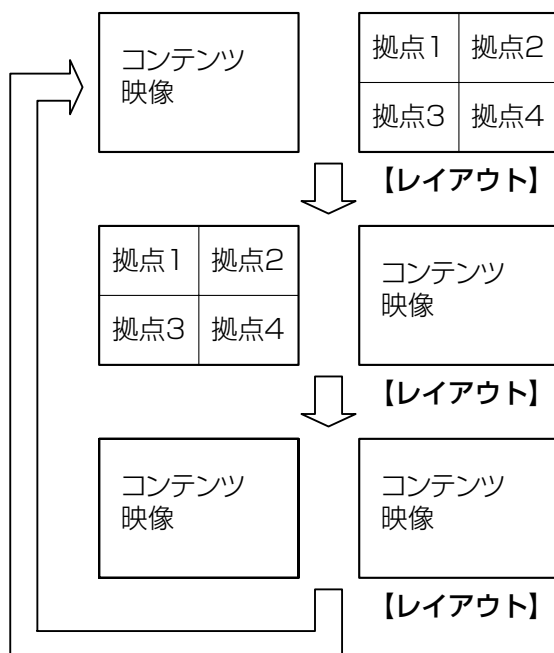 コンテンツ
映像
拠点1 拠点2
拠点3 拠点4
【レイアウト】
拠点1 拠点2
拠点3 拠点4
コンテンツ
映像
【レイアウト】
コンテンツ
映像
コンテンツ
映像
【レイアウト】